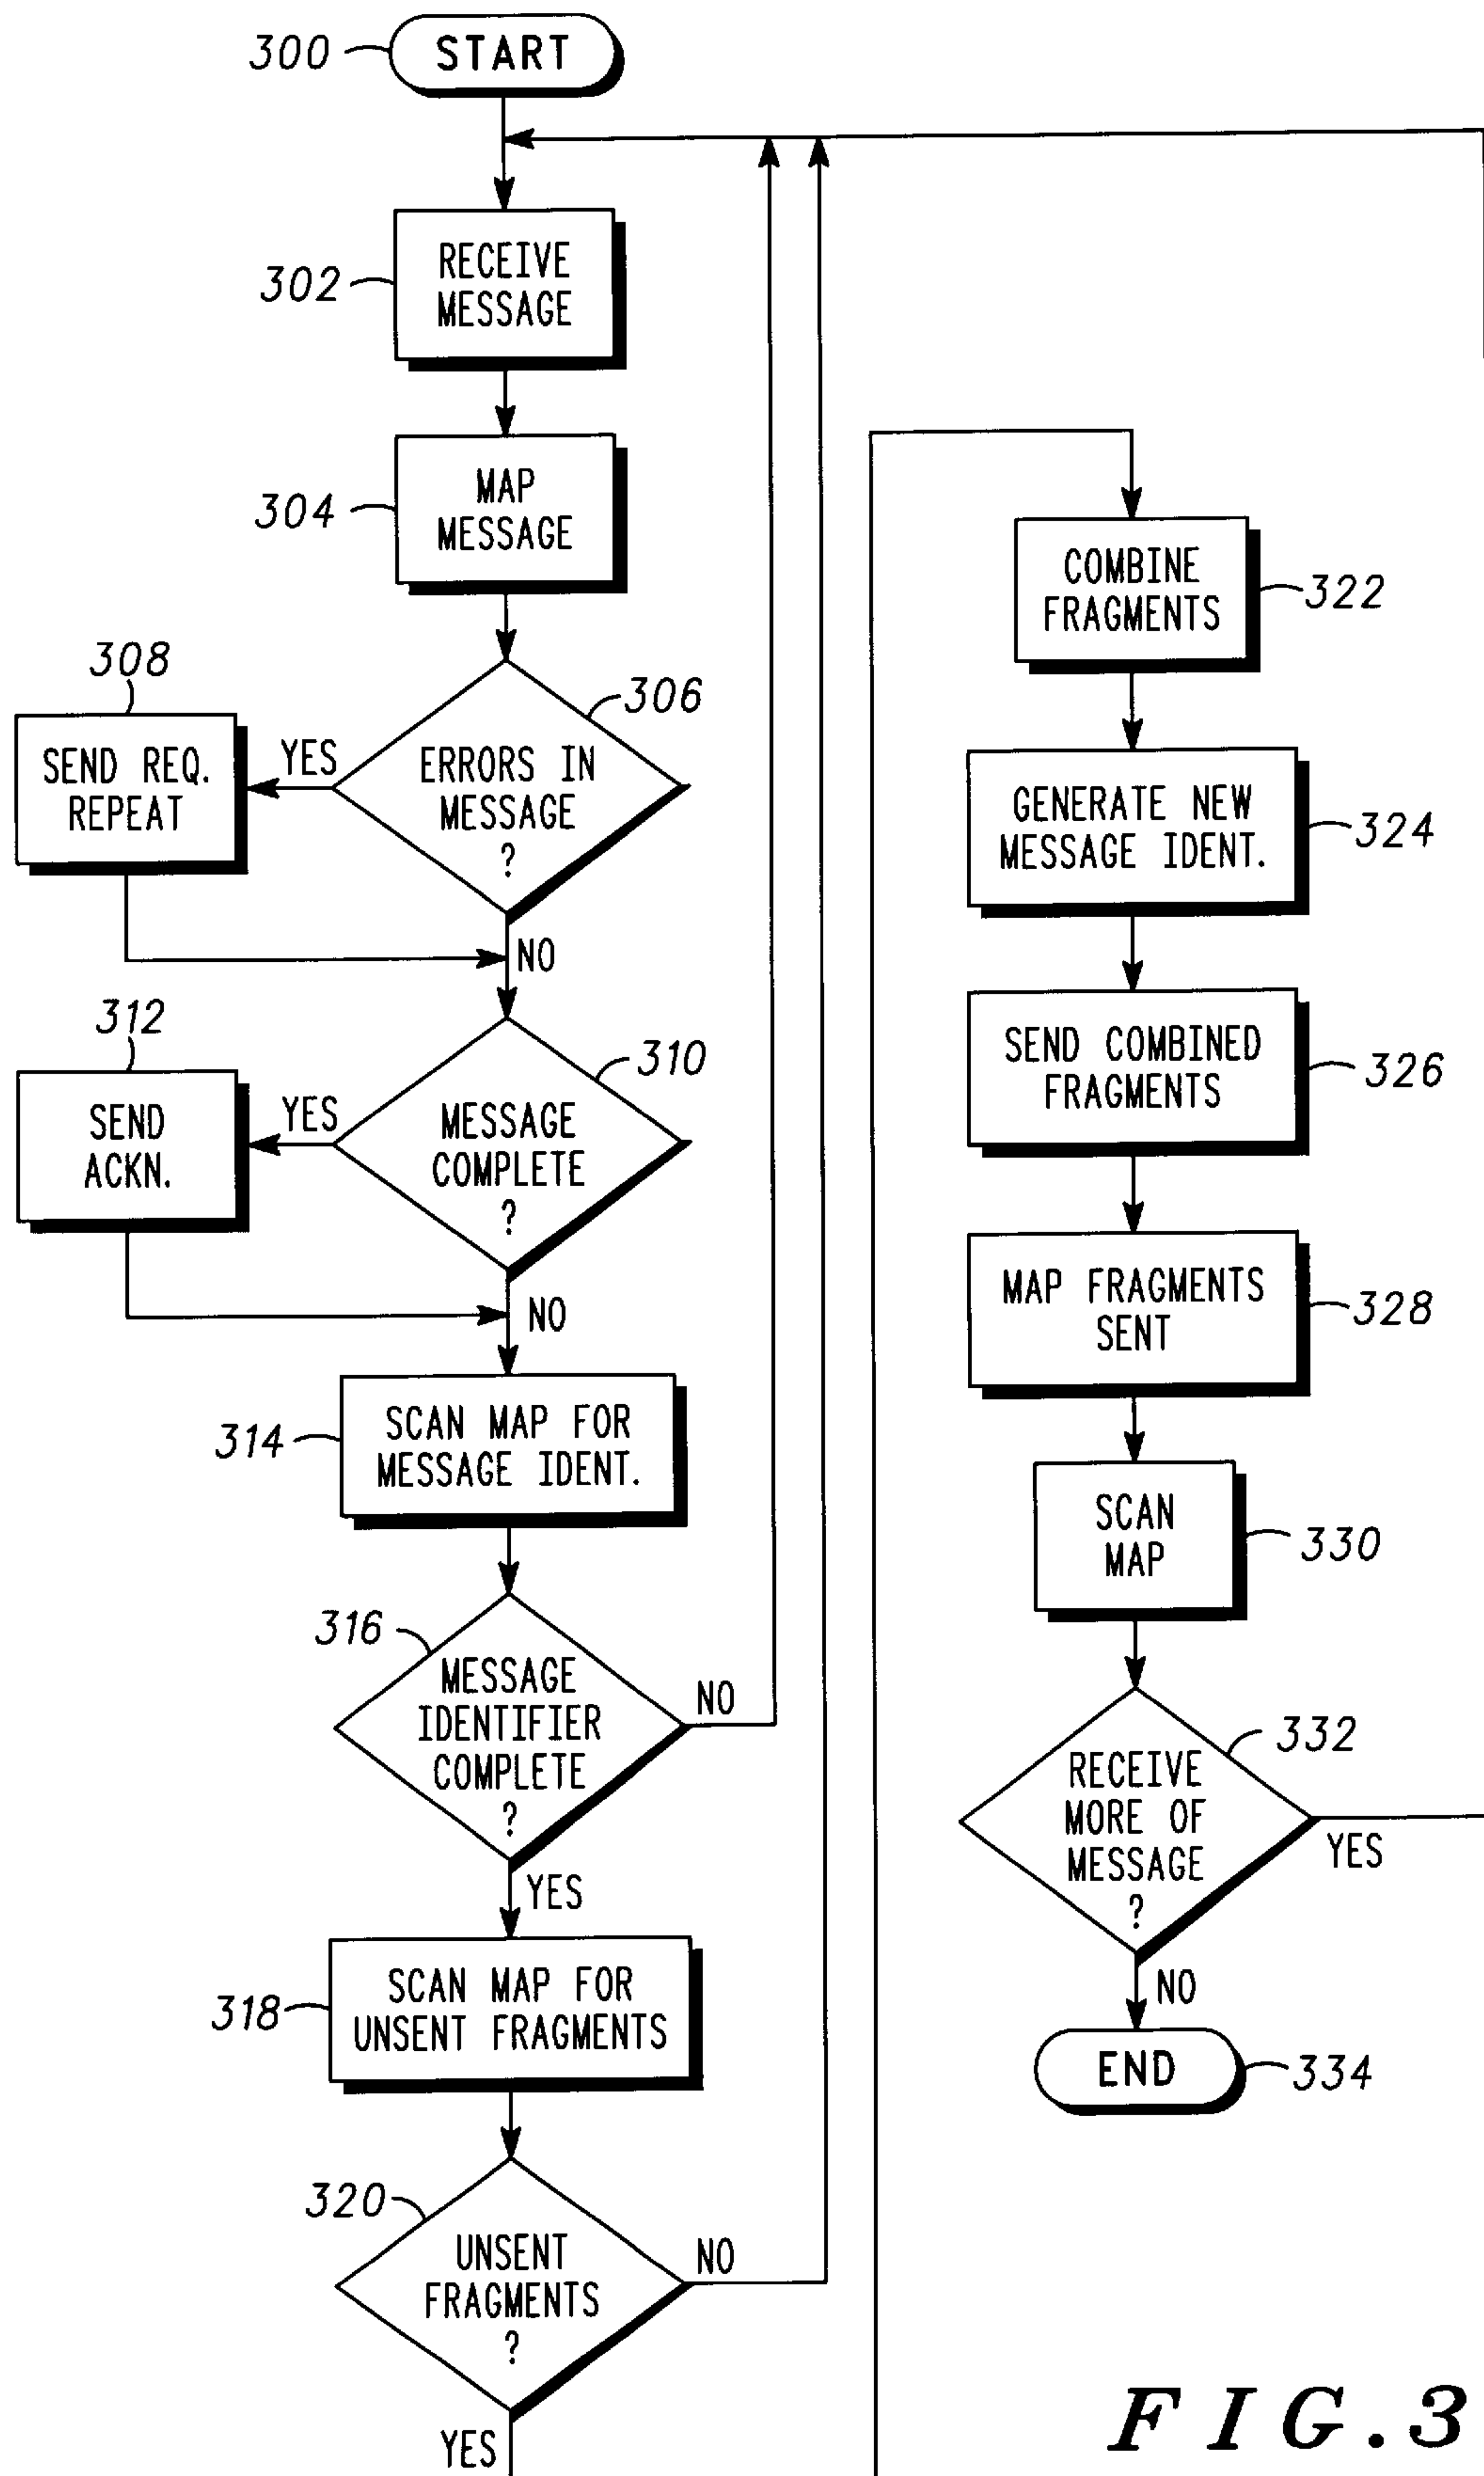 300
START
302
RECEIVE
MESSAGE
304
MAP
MESSAGE
306
ERRORS IN
MESSAGE
?
YES
308
SEND REQ.
REPEAT
NO
310
MESSAGE
COMPLETE
?
YES
312
SEND
ACKN.
NO
314
SCAN MAP FOR
MESSAGE IDENT.
316
MESSAGE
IDENTIFIER
COMPLETE
?
NO
YES
318
SCAN MAP FOR
UNSENT FRAGMENTS
320
UNSENT
FRAGMENTS
?
NO
YES
COMBINE
FRAGMENTS
322
GENERATE NEW
MESSAGE IDENT.
324
SEND COMBINED
FRAGMENTS
326
MAP FRAGMENTS
SENT
328
SCAN
MAP
330
332
RECEIVE
MORE OF
MESSAGE
?
YES
NO
END
334
FIG.3